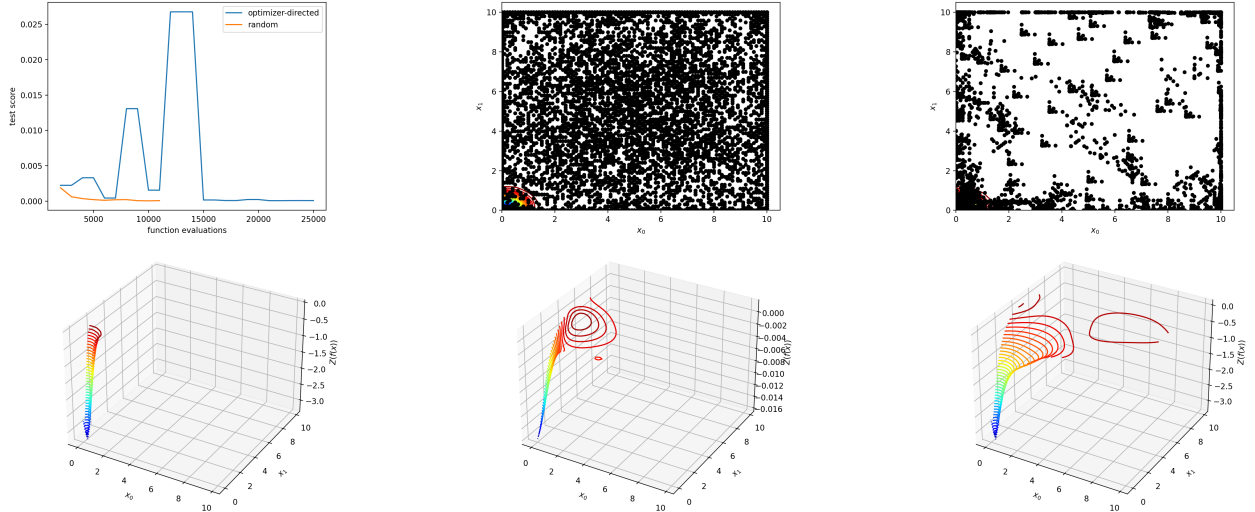 optimizer-directed
random
test score
0.025
0.020
0.015
0.010
0.005
0.000
5000 10000 15000 20000 25000
function evaluations
x₁
10
8
6
4
2
0
0 2 4 6 8 10
x₀
x₁
10
8
6
4
2
0
0 2 4 6 8 10
x₀
0.0
−0.5
−1.0
−1.5
−2.0
−2.5
−3.0
Z(f(x))
0 2 4 6 8 10
x₀
0 2 4 6 8 10
x₁
0.000
−0.002
−0.004
−0.006
−0.008
−0.010
−0.012
−0.014
−0.016
Z(f(x))
0 2 4 6 8 10
x₀
0 2 4 6 8 10
x₁
0.0
−0.5
−1.0
−1.5
−2.0
−2.5
−3.0
Z(f(x))
0 2 4 6 8 10
x₀
0 2 4 6 8 10
x₁